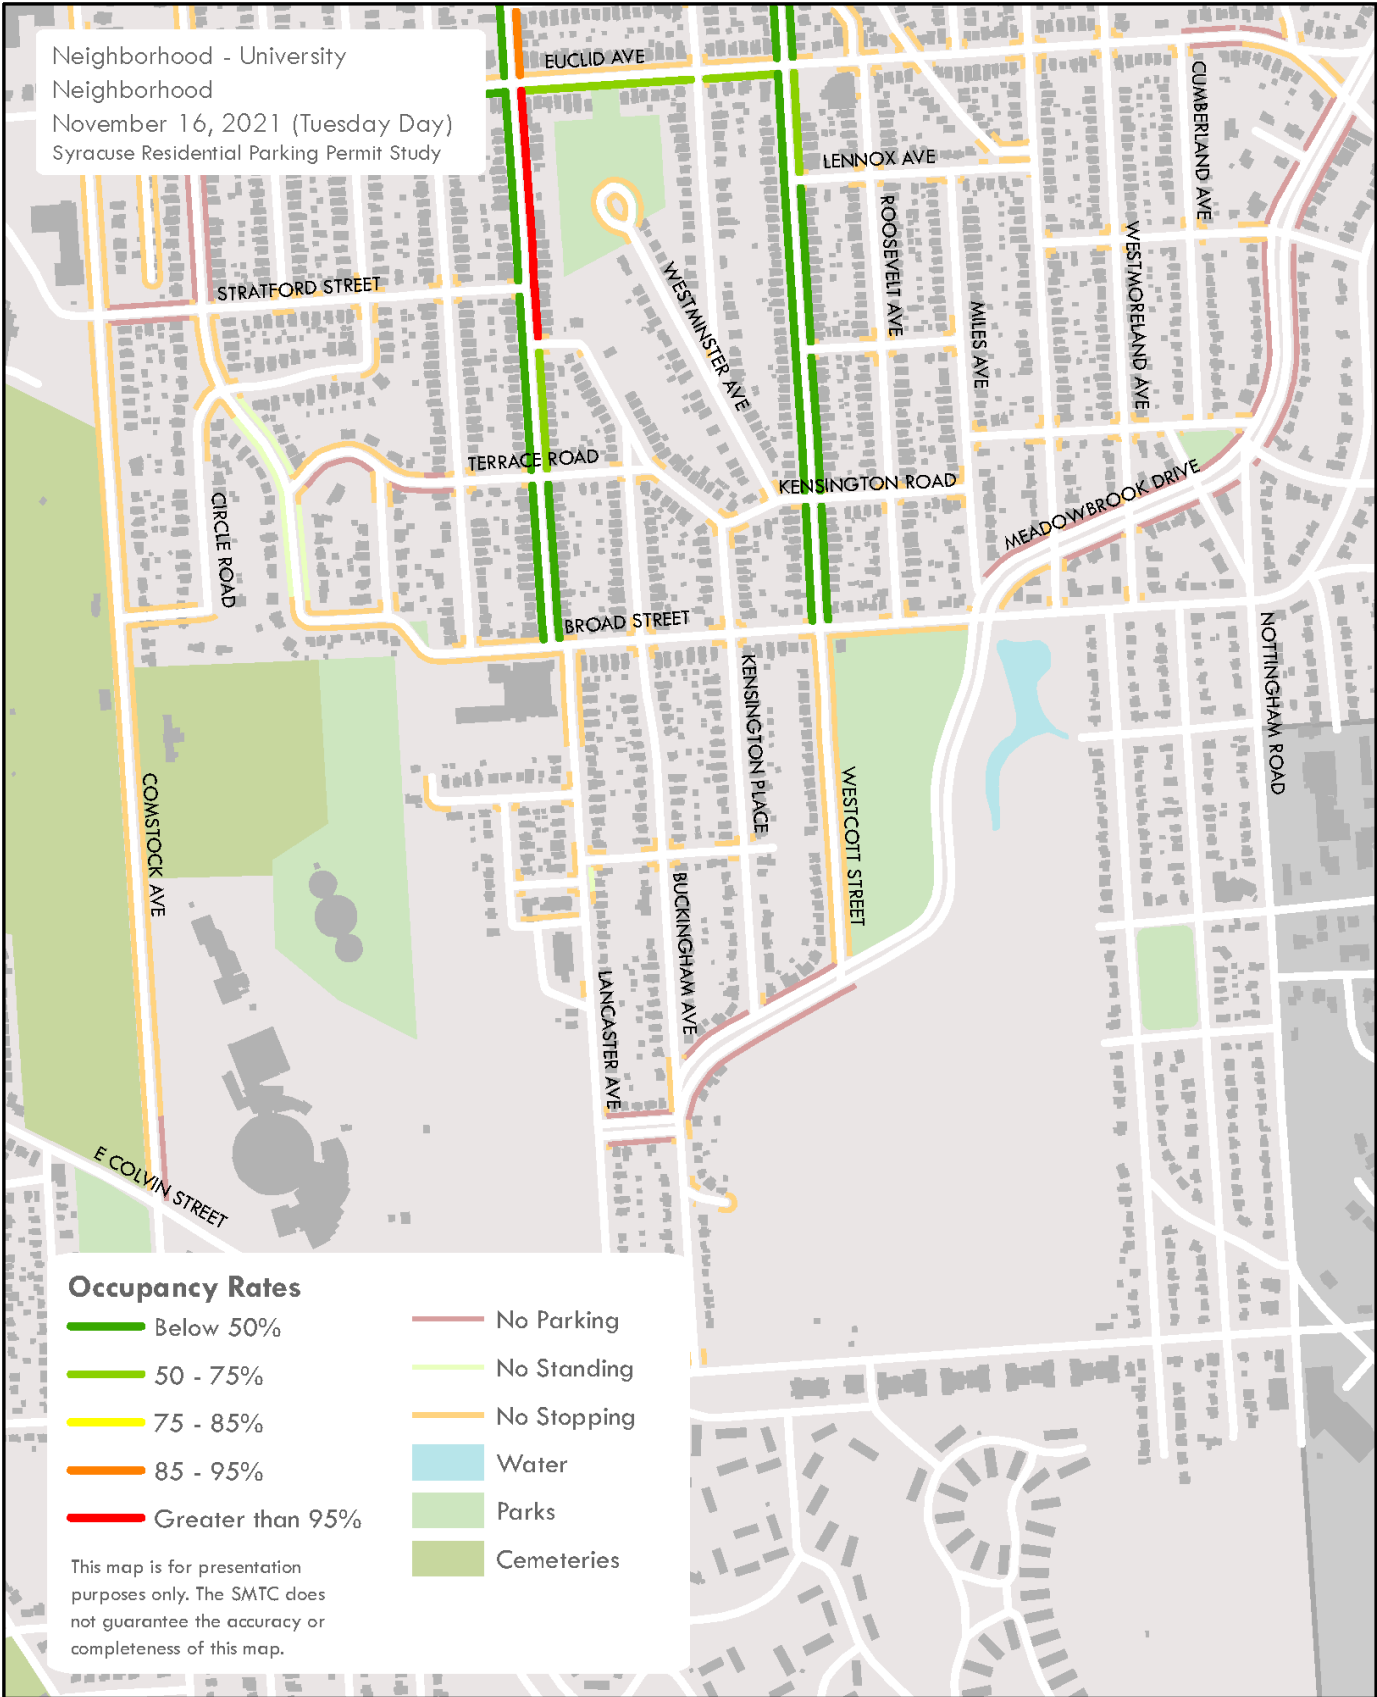 Neighborhood - University
Neighborhood
November 16, 2021 (Tuesday Day)
Syracuse Residential Parking Permit Study
EUCLID AVE
CUMBERLAND AVE
LENNOX AVE
ROOSEVELT AVE
WESTMORELAND AVE
STRATFORD STREET
WESTMINSTER AVE
MILES AVE
TERRACE ROAD
KENSINGTON ROAD
MEADOWBROOK DRIVE
CIRCLE ROAD
BROAD STREET
NOTTINGHAM ROAD
KENSINGTON PLACE
COMSTOCK AVE
WESTCOTT STREET
BUCKINGHAM AVE
LANCASTER AVE
E COLVIN STREET
Occupancy Rates
Below 50%
50 - 75%
75 - 85%
85 - 95%
Greater than 95%
No Parking
No Standing
No Stopping
Water
Parks
Cemeteries
This map is for presentation
purposes only. The SMTC does
not guarantee the accuracy or
completeness of this map.